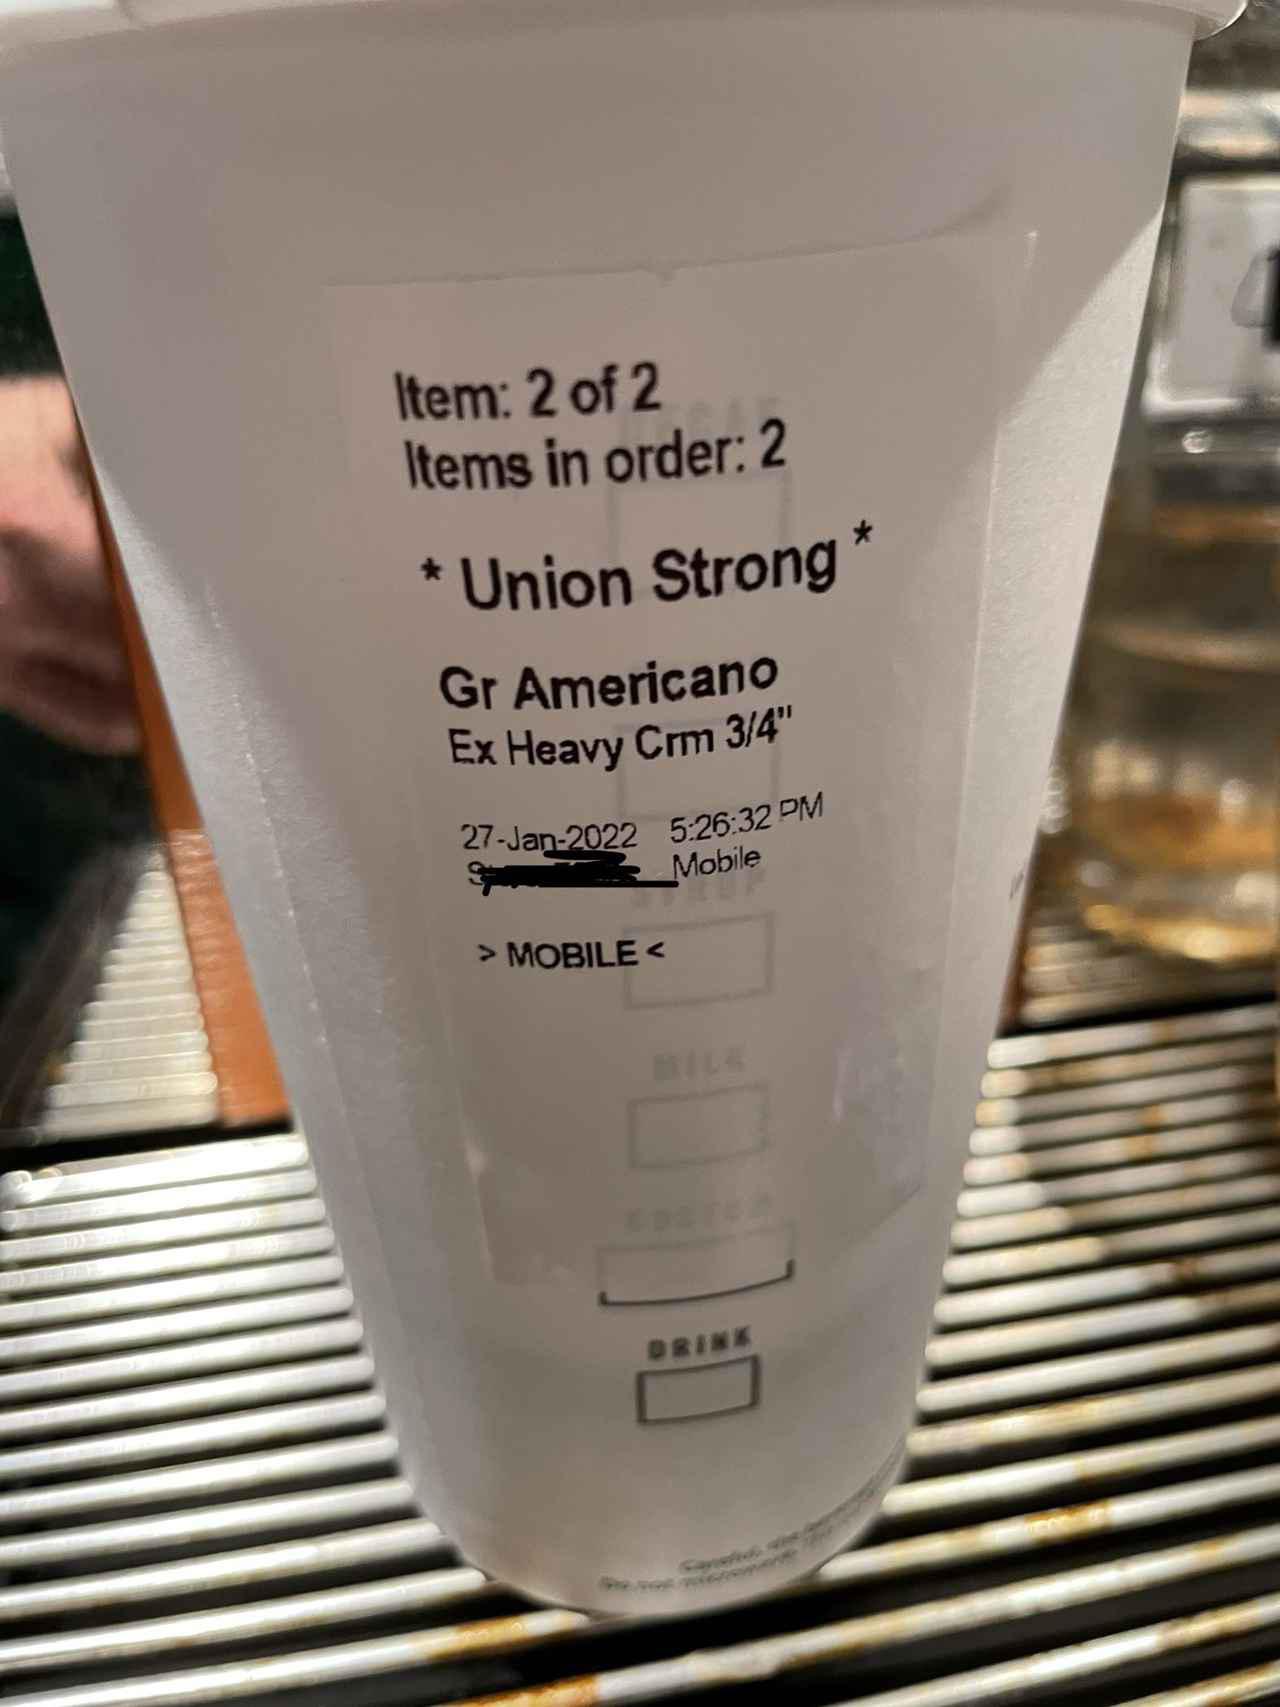 Item: 2 of 2
Items in order: 2
* Union Strong *
Gr Americano
Ex Heavy Crm 3/4"
27-Jan-2022 5:26:32 PM
Mobile
> MOBILE <
MILK
DRINK